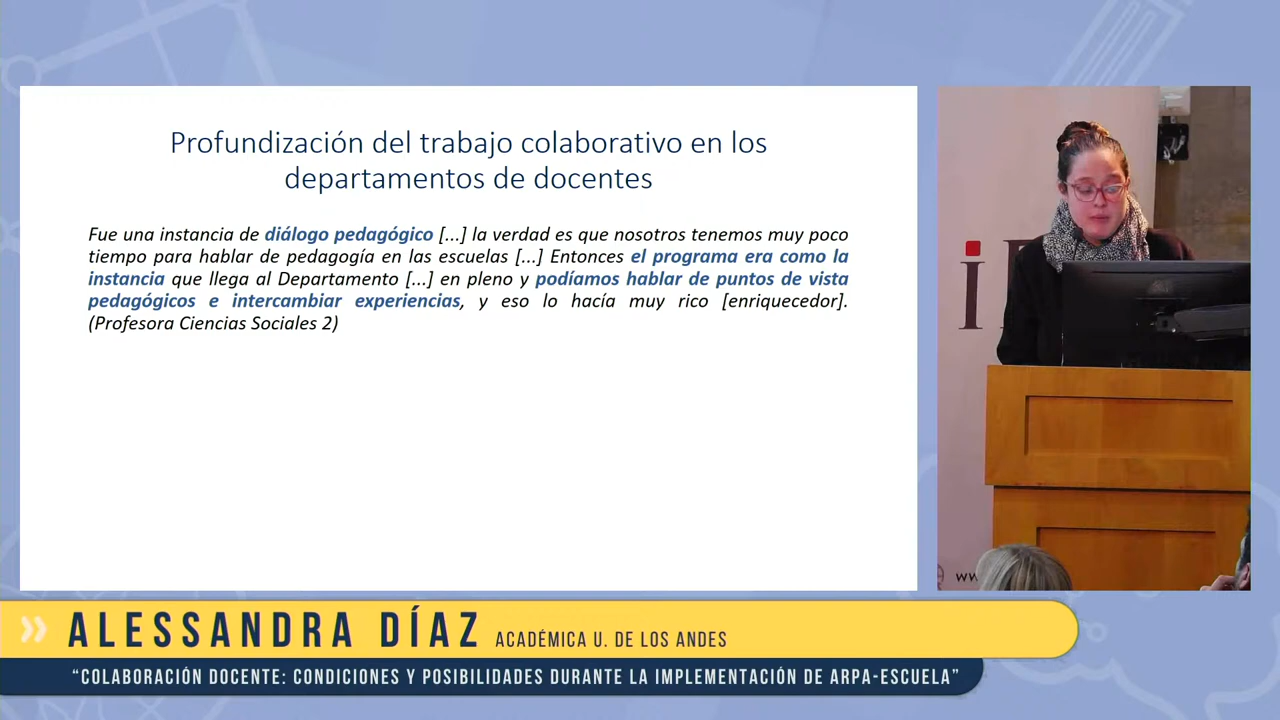 Profundización del trabajo colaborativo en los
departamentos de docentes
Fue una instancia de diálogo pedagógico [...] la verdad es que nosotros tenemos muy poco
tiempo para hablar de pedagogía en las escuelas [...] Entonces el programa era como la
instancia que llega al Departamento [...] en pleno y podíamos hablar de puntos de vista
pedagógicos e intercambiar experiencias, y eso lo hacía muy rico [enriquecedor].
(Profesora Ciencias Sociales 2)
ALESSANDRA DÍAZ ACADÉMICA U. DE LOS ANDES
“COLABORACIÓN DOCENTE: CONDICIONES Y POSIBILIDADES DURANTE LA IMPLEMENTACIÓN DE ARPA-ESCUELA”